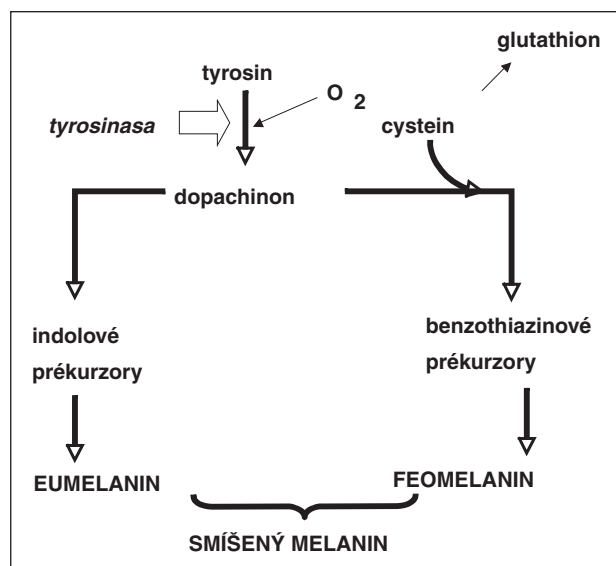 glutathion
tyrosin
O 2
tyrosinasa
cystein
dopachinon
indolové
prékurzory
benzothiazinové
prékurzory
EUMELANIN
FEOMELANIN
SMÍŠENÝ MELANIN